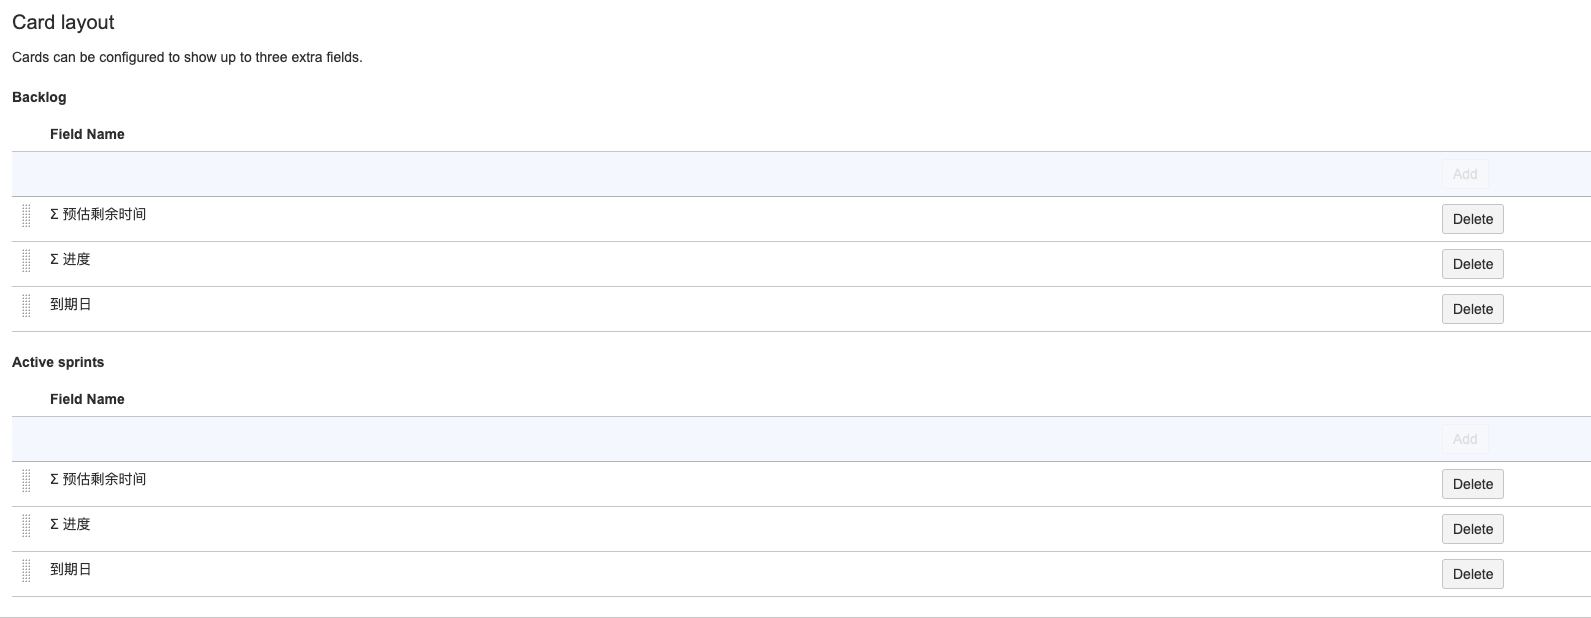 Card layout
Cards can be configured to show up to three extra fields.
Backlog
Field Name
Add
Σ 预估剩余时间 Delete
Σ 进度 Delete
到期日 Delete
Active sprints
Field Name
Add
Σ 预估剩余时间 Delete
Σ 进度 Delete
到期日 Delete